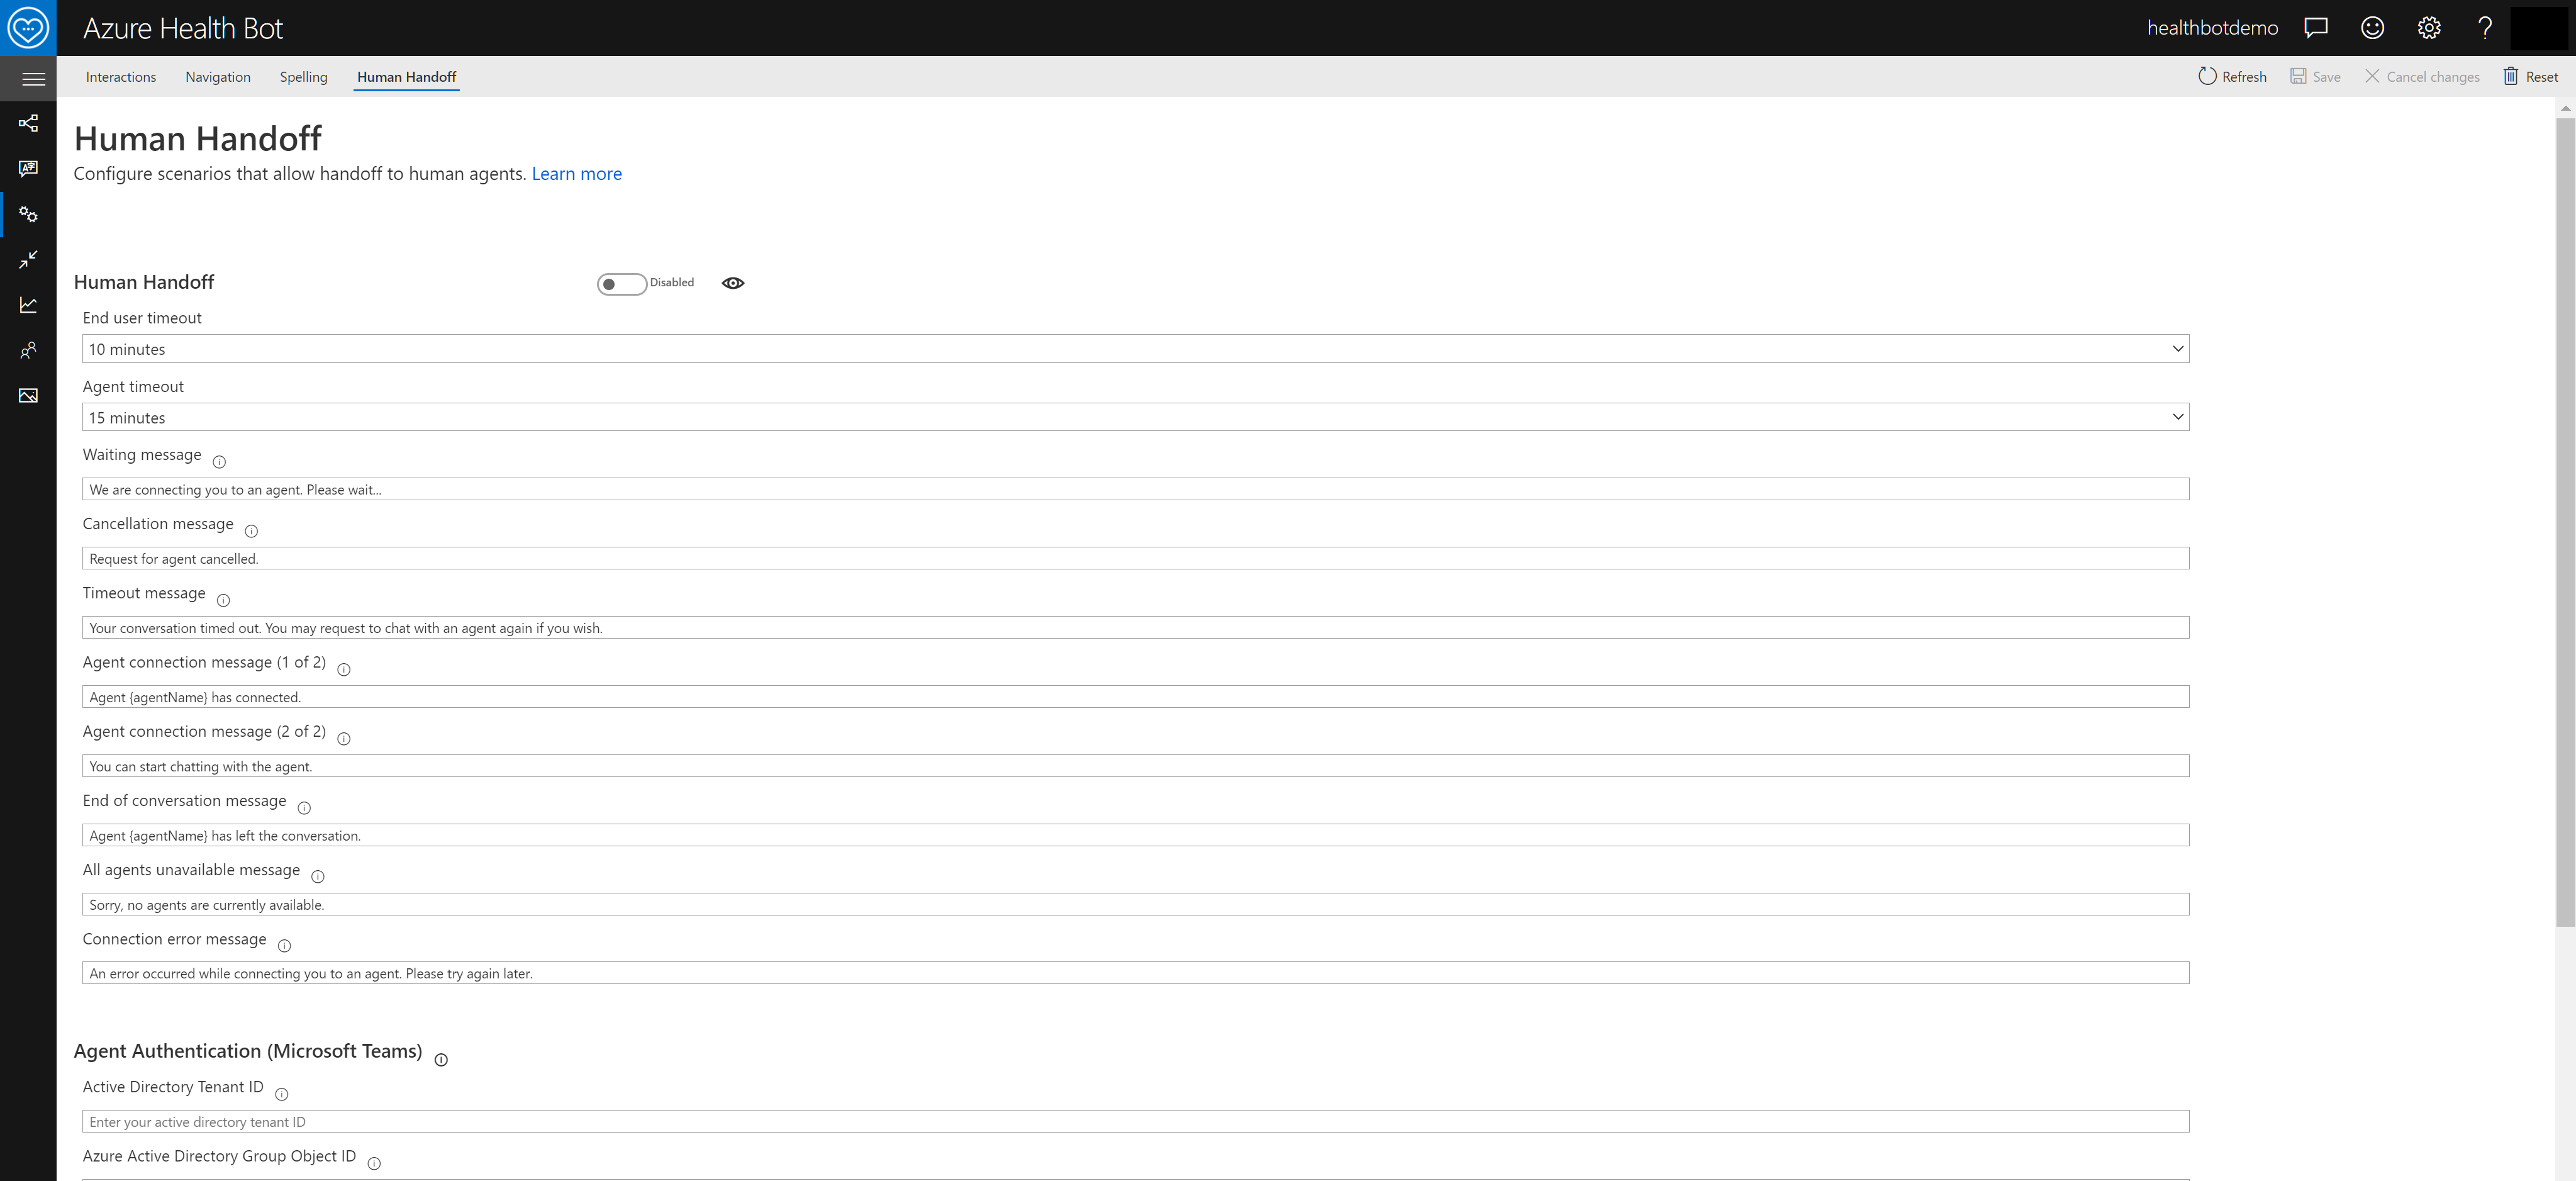 Azure Health Bot
healthbotdemo
Interactions Navigation Spelling Human Handoff Refresh Save Cancel changes Reset
Human Handoff
Configure scenarios that allow handoff to human agents. Learn more
Human Handoff Disabled
End user timeout
10 minutes
Agent timeout
15 minutes
Waiting message
We are connecting you to an agent. Please wait...
Cancellation message
Request for agent cancelled.
Timeout message
Your conversation timed out. You may request to chat with an agent again if you wish.
Agent connection message (1 of 2)
Agent {agentName} has connected.
Agent connection message (2 of 2)
You can start chatting with the agent.
End of conversation message
Agent {agentName} has left the conversation.
All agents unavailable message
Sorry, no agents are currently available.
Connection error message
An error occurred while connecting you to an agent. Please try again later.
Agent Authentication (Microsoft Teams)
Active Directory Tenant ID
Enter your active directory tenant ID
Azure Active Directory Group Object ID